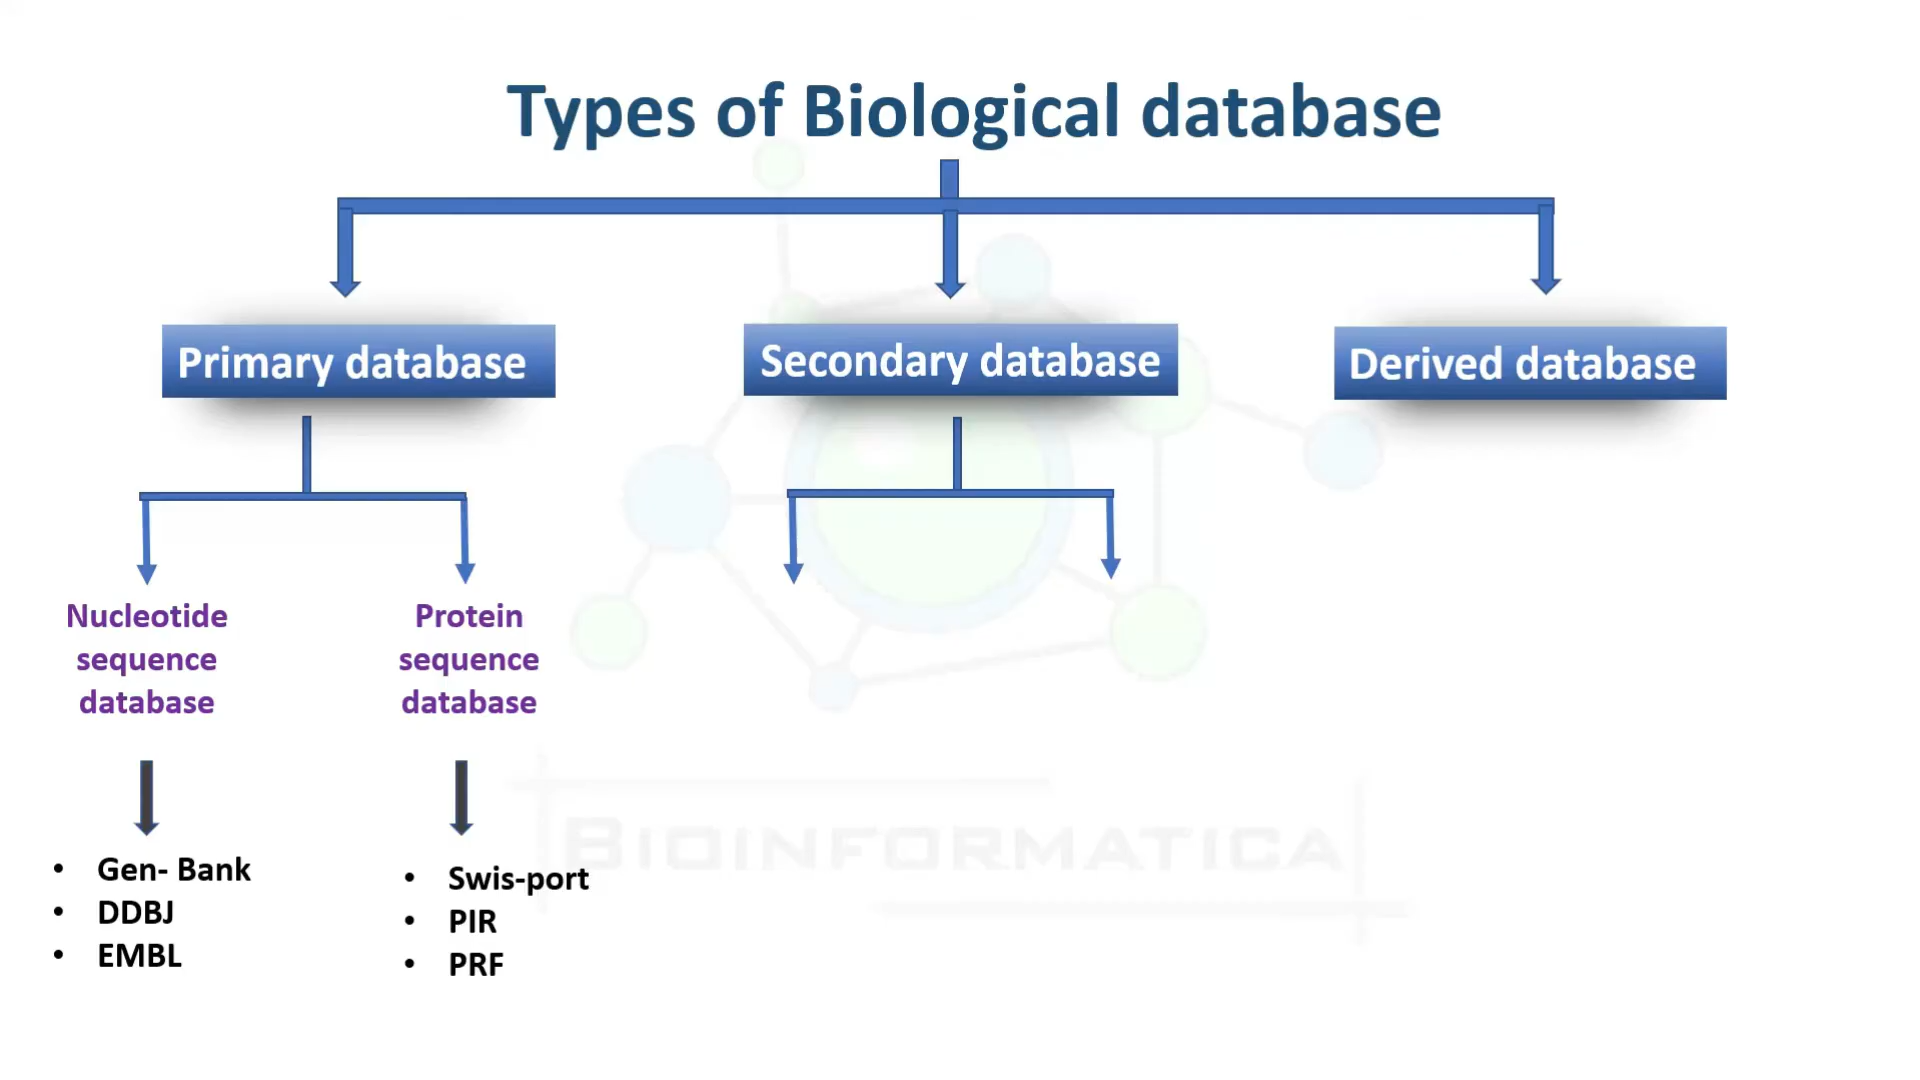 Types of Biological database
Primary database
Secondary database
Derived database
Nucleotide
sequence
database
Protein
sequence
database
• Gen- Bank
• DDBJ
• EMBL
• Swis-port
• PIR
• PRF
BIOINFORMATICA